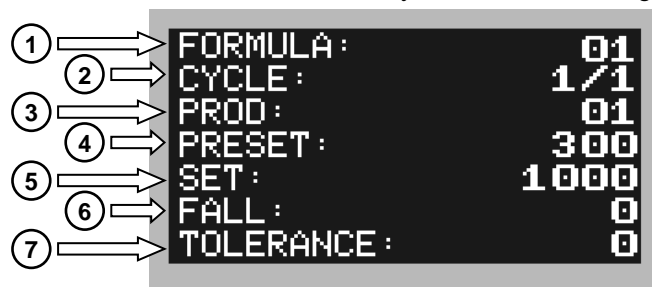 1 FORMULA: 01
2 CYCLE: 1/1
3 PROD: 01
4 PRESET: 300
5 SET: 1000
6 FALL: 0
7 TOLERANCE: 0